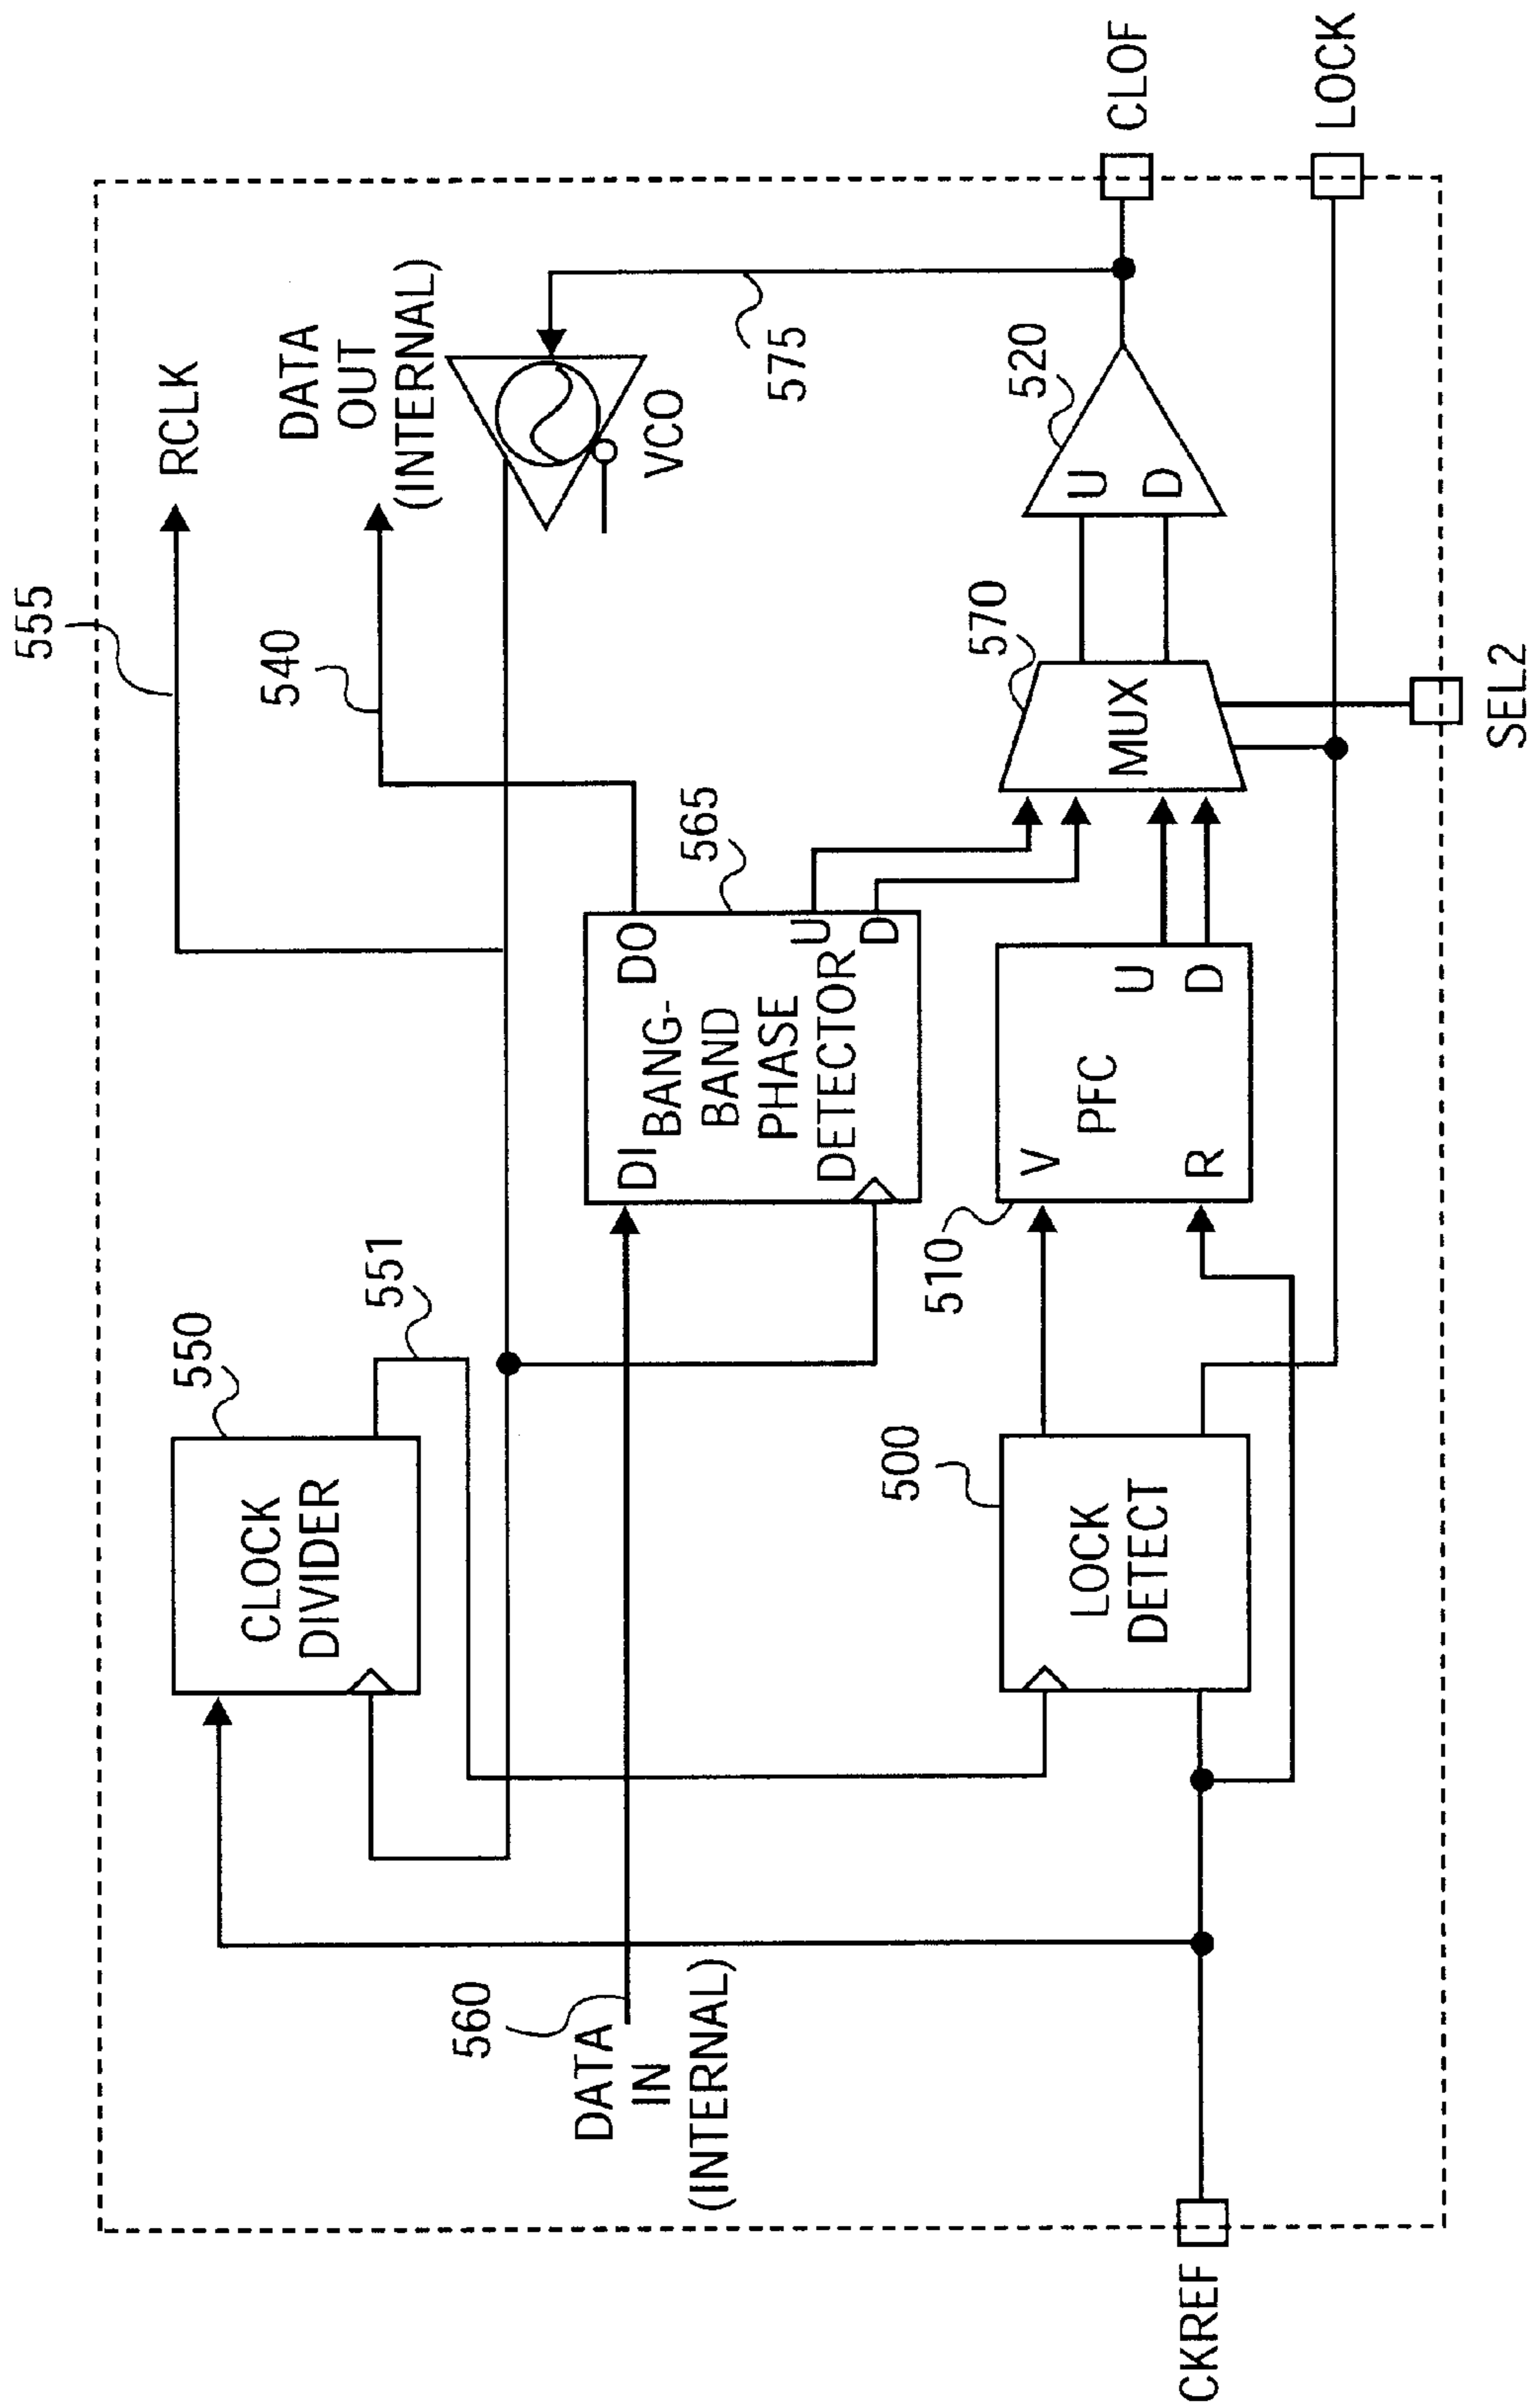 555
RCLK
540
DATA
OUT
(INTERNAL)
VCO
575
550
CLOCK
DIVIDER
551
560
DATA
IN
(INTERNAL)
DI
DO
BANG-
BAND
PHASE
DETECTOR
U
D
565
500
LOCK
DETECT
510
V
PFC
R
U
D
570
MUX
520
U
D
CLOF
LOCK
SEL2
CKREF